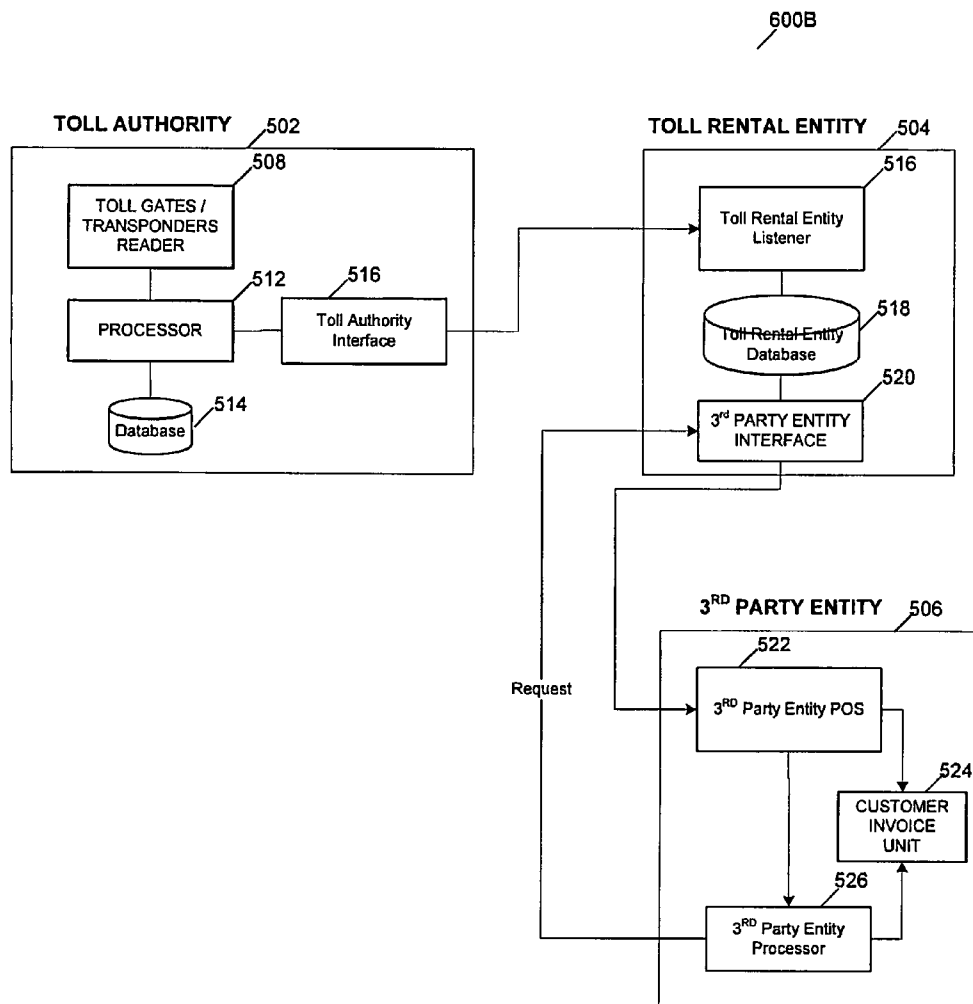 600B
TOLL AUTHORITY
502
508
TOLL GATES /
TRANSPONDERS
READER
512
PROCESSOR
516
Toll Authority
Interface
514
Database
TOLL RENTAL ENTITY
504
516
Toll Rental Entity
Listener
518
Toll Rental Entity
Database
520
3rd PARTY ENTITY
INTERFACE
Request
3RD PARTY ENTITY
506
522
3RD Party Entity POS
524
CUSTOMER
INVOICE
UNIT
526
3RD Party Entity
Processor